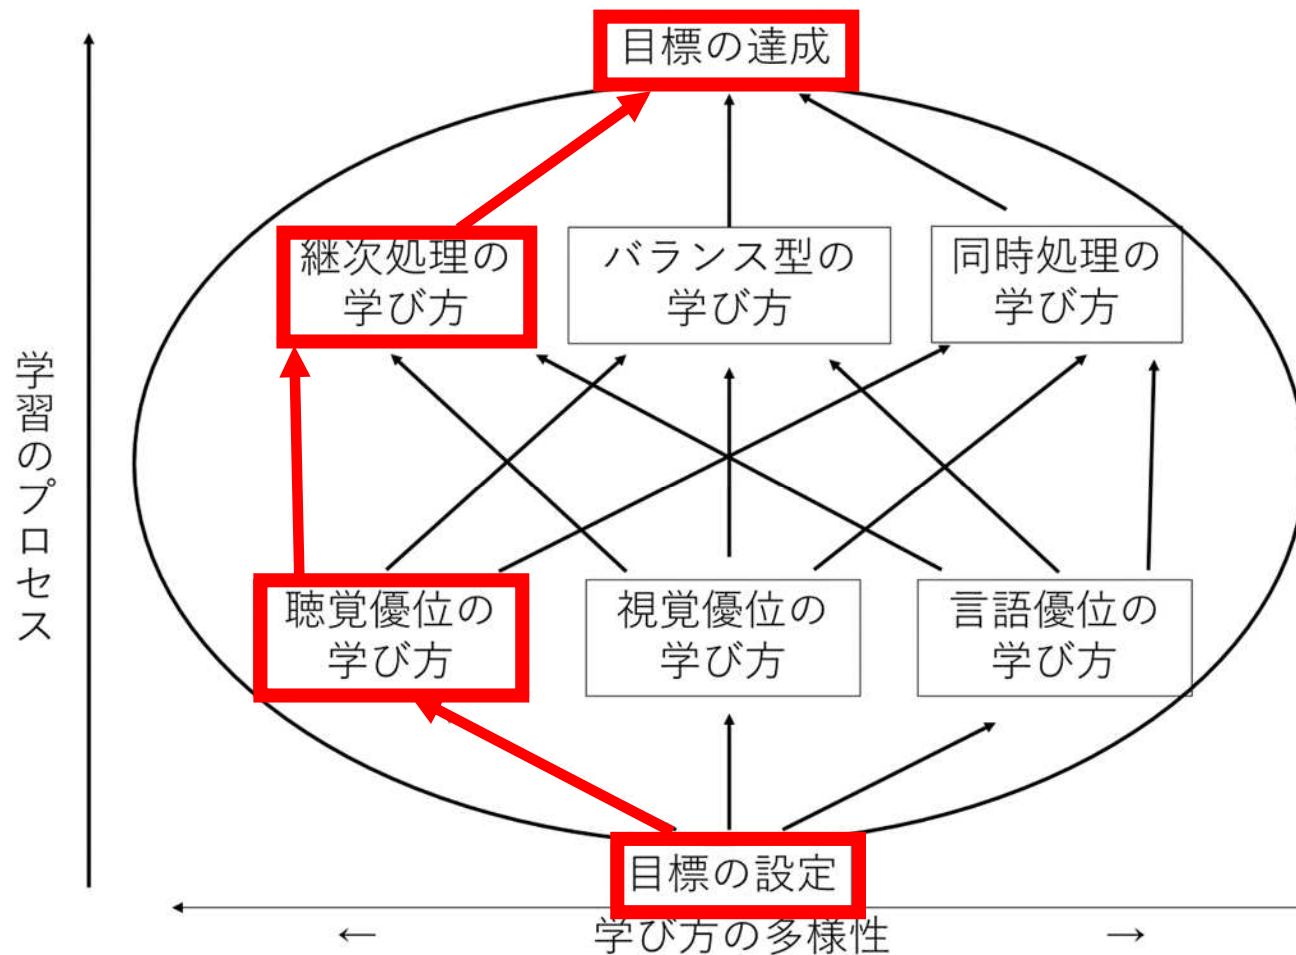 目標の達成
継次処理の
学び方
バランス型の
学び方
同時処理の
学び方
学習のプロセス
聴覚優位の
学び方
視覚優位の
学び方
言語優位の
学び方
目標の設定
← 学び方の多様性 →